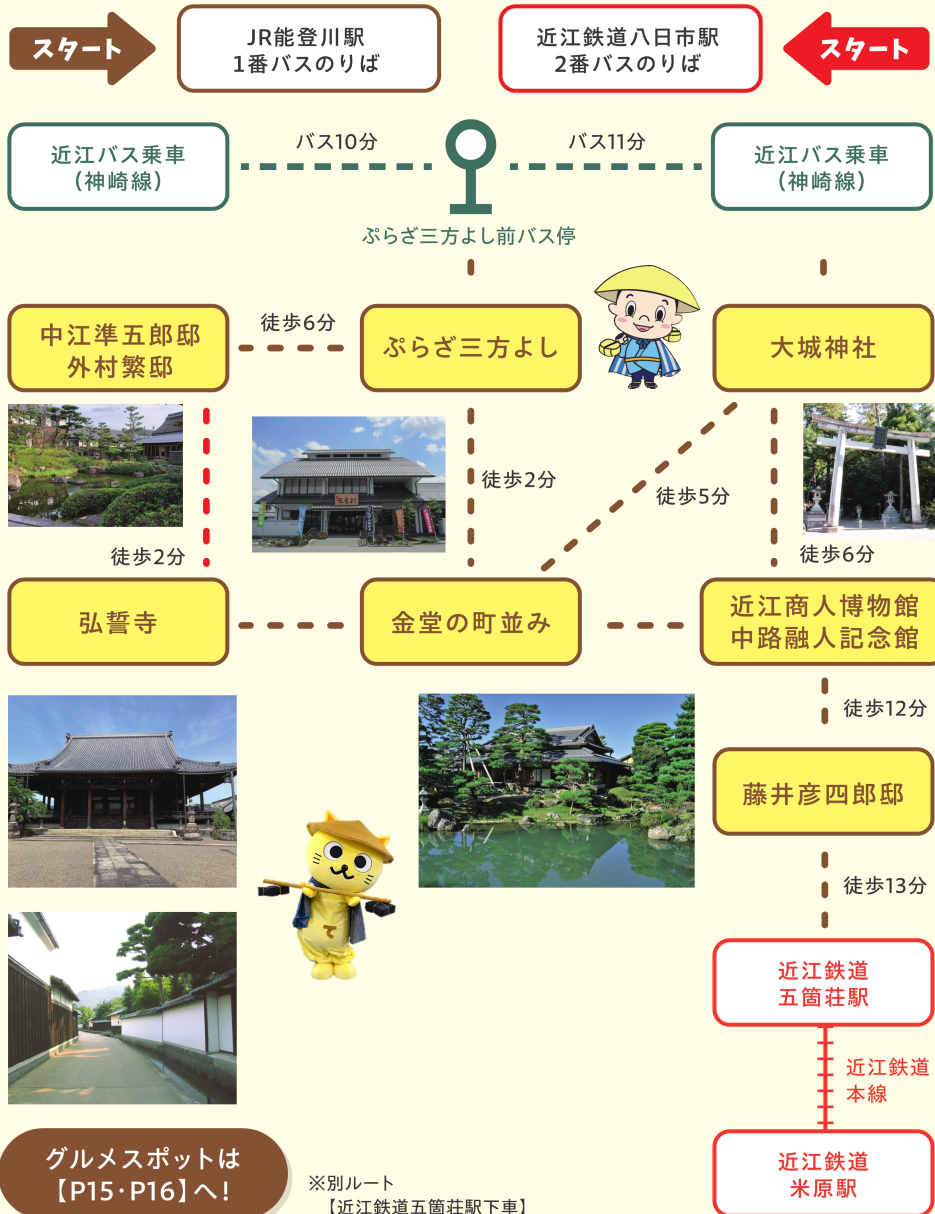 スタート
JR能登川駅
1番バスのりば
近江鉄道八日市駅
2番バスのりば
スタート
近江バス乗車
(神崎線)
バス10分
バス11分
近江バス乗車
(神崎線)
ぷらざ三方よし前バス停
中江準五郎邸
外村繁邸
徒歩6分
ぷらざ三方よし
大城神社
徒歩2分
徒歩5分
徒歩2分
徒歩6分
弘誓寺
金堂の町並み
近江商人博物館
中路融人記念館
徒歩12分
藤井彦四郎邸
徒歩13分
て
近江鉄道
五箇荘駅
近江鉄道
本線
近江鉄道
米原駅
グルメスポットは
【P15・P16】へ!
※別ルート
【近江鉄道五箇荘駅下車】